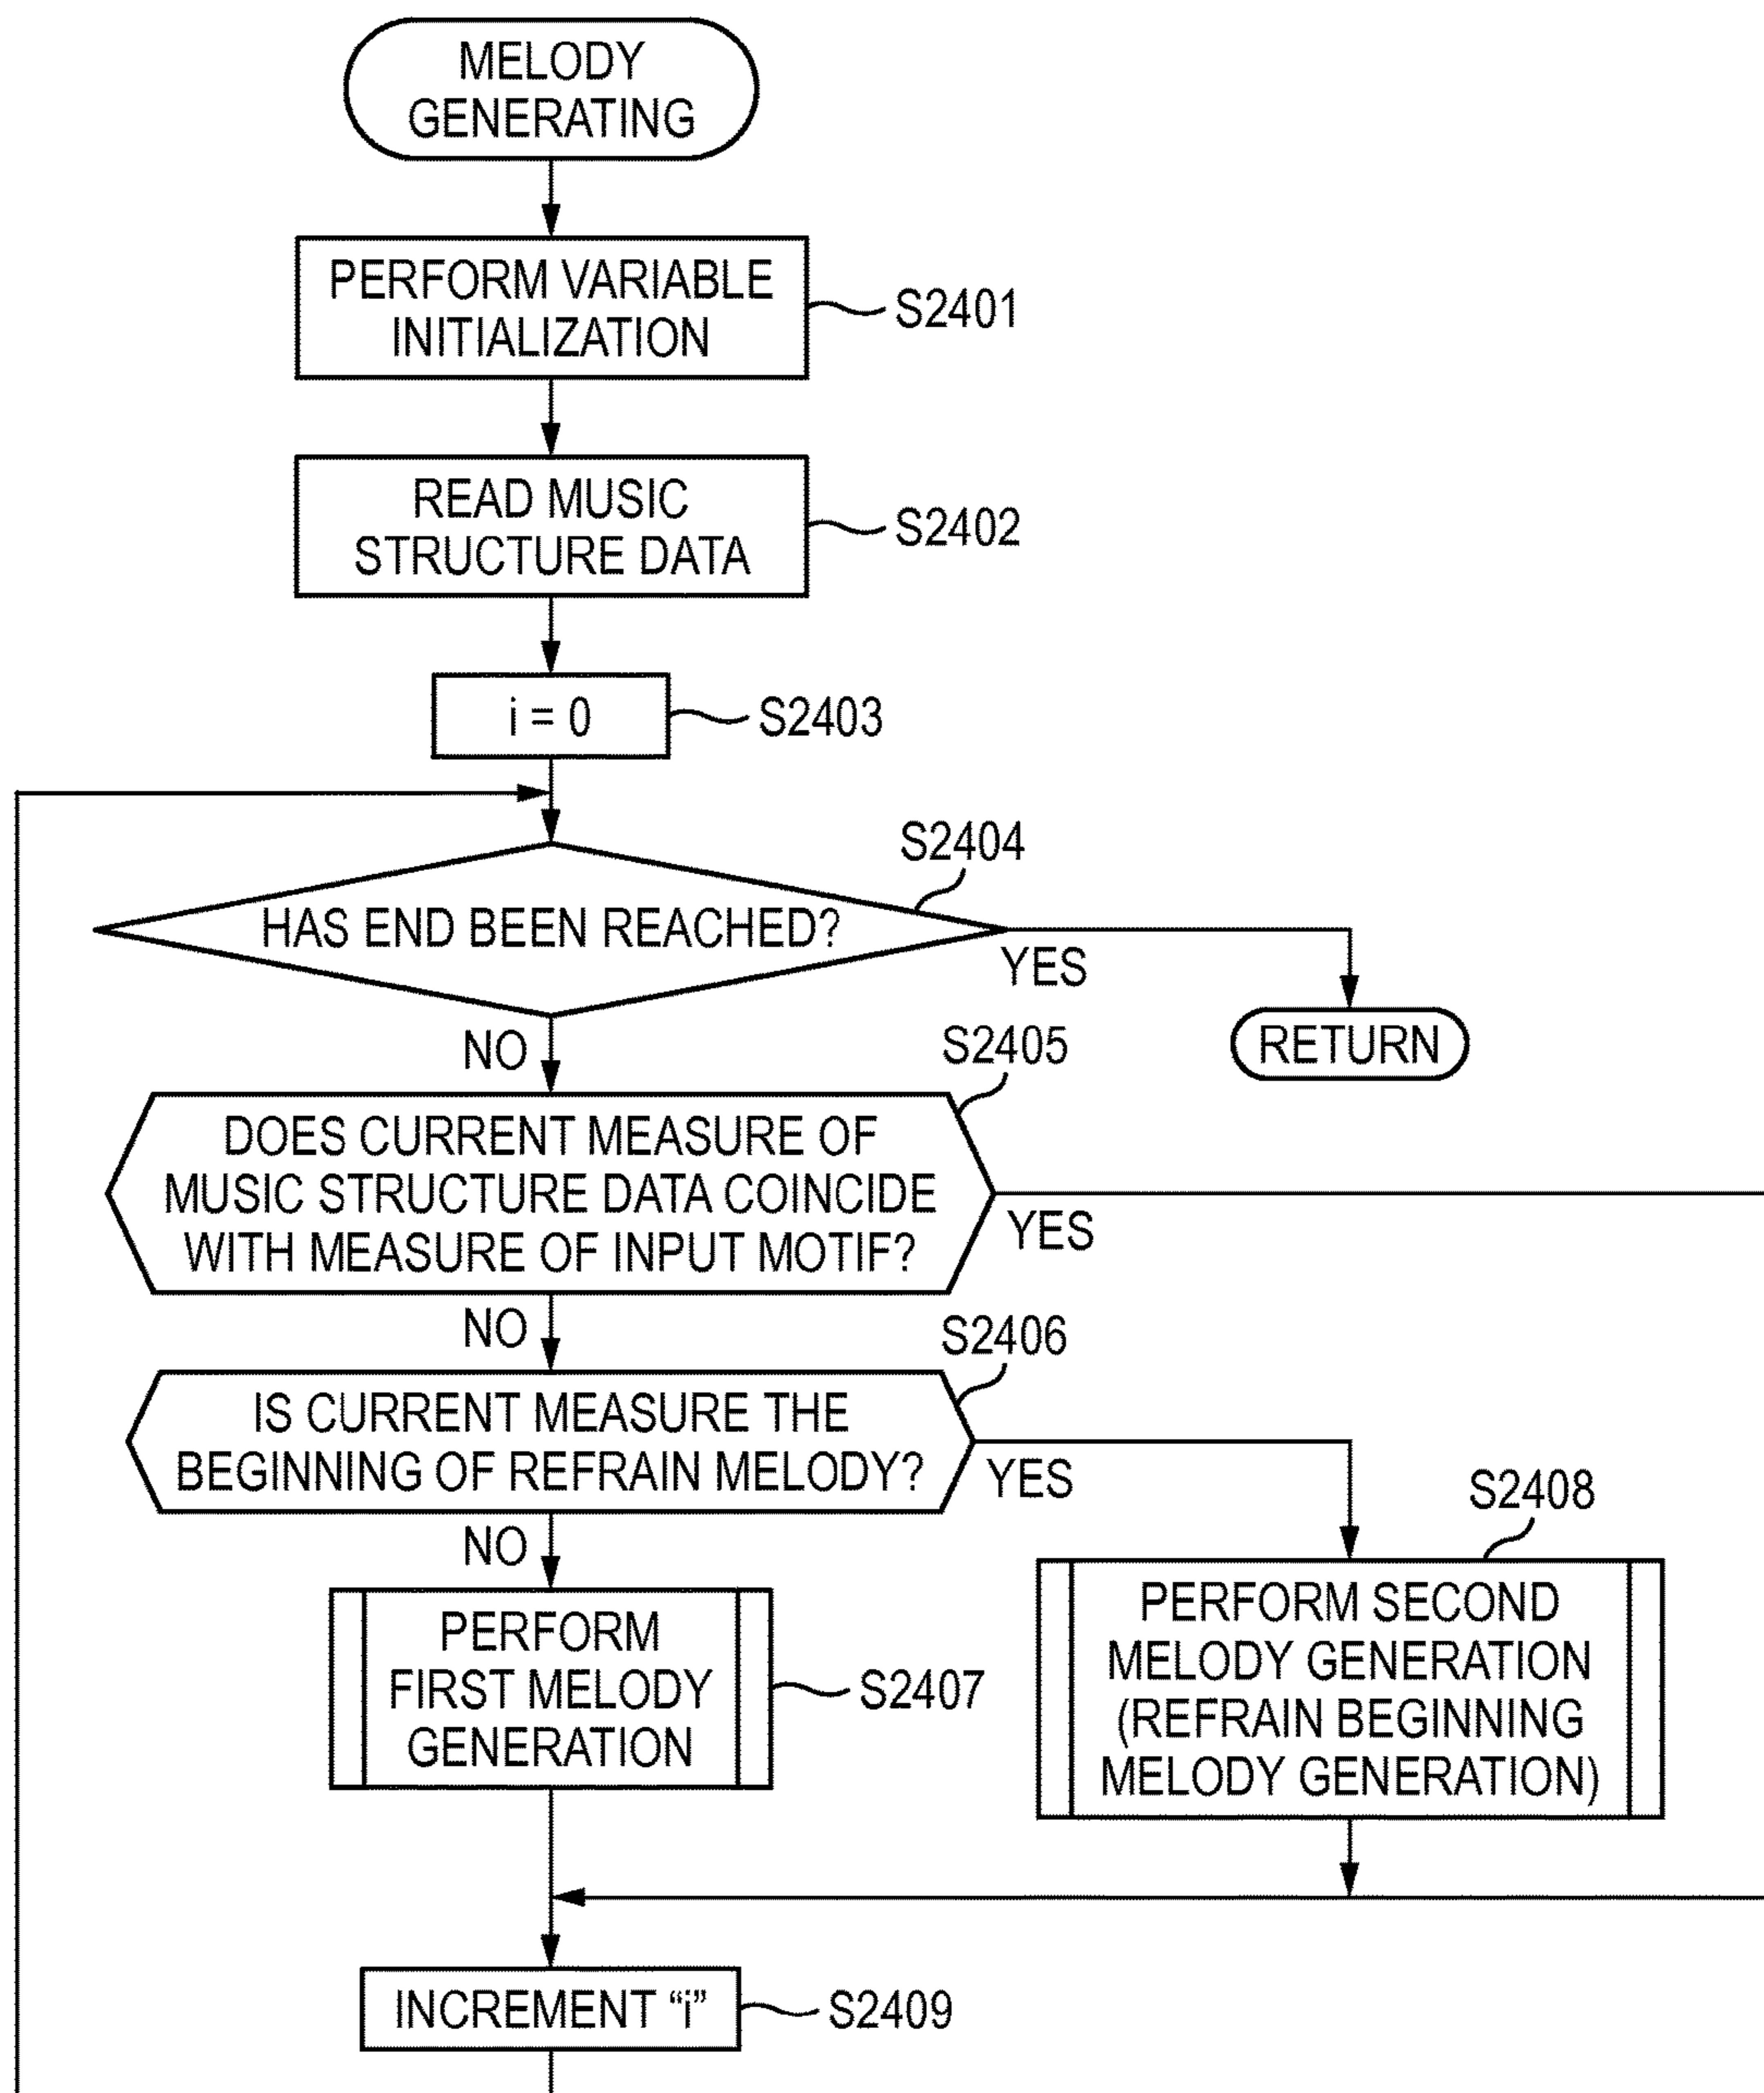 MELODY
GENERATING
PERFORM VARIABLE
INITIALIZATION
S2401
READ MUSIC
STRUCTURE DATA
S2402
i = 0
S2403
S2404
HAS END BEEN REACHED?
YES
RETURN
NO
S2405
DOES CURRENT MEASURE OF
MUSIC STRUCTURE DATA COINCIDE
WITH MEASURE OF INPUT MOTIF?
YES
NO
S2406
IS CURRENT MEASURE THE
BEGINNING OF REFRAIN MELODY?
YES
NO
S2408
PERFORM SECOND
MELODY GENERATION
(REFRAIN BEGINNING
MELODY GENERATION)
PERFORM
FIRST MELODY
GENERATION
S2407
INCREMENT “i”
S2409